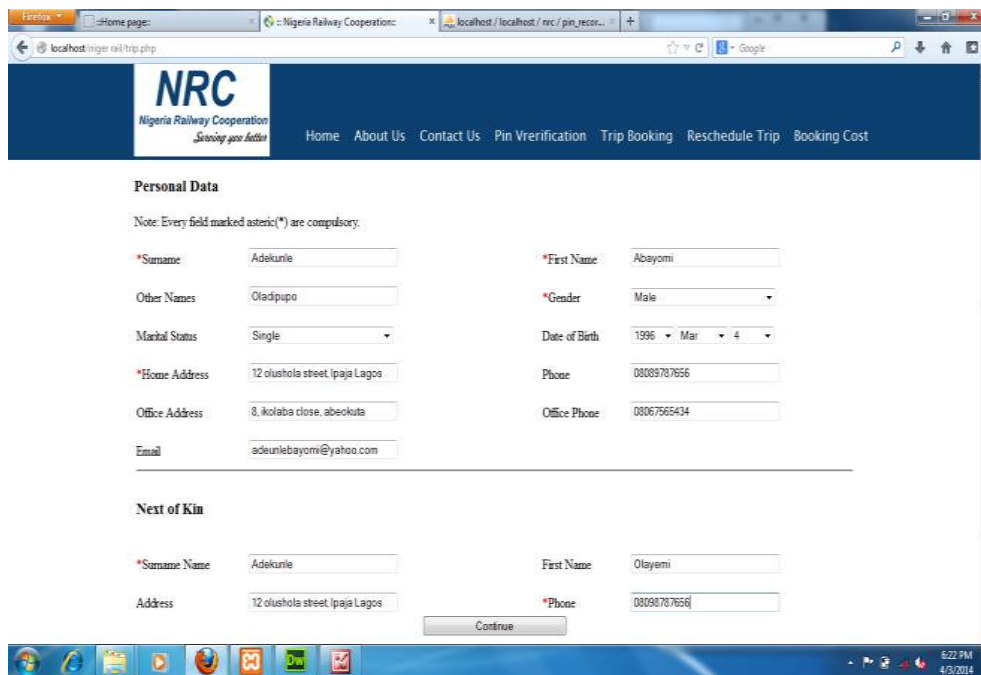 Firefox
::Home page::
:: Nigeria Railway Cooperation::
localhost / localhost / nrc / pin_recor...
localhost/niger rail/trip.php
Google
NRC
Nigeria Railway Cooperation
Serving you better
Home About Us Contact Us Pin Vrerification Trip Booking Reschedule Trip Booking Cost
Personal Data
Note: Every field marked asteric(*) are compulsory.
*Surname Adekunle *First Name Abayomi
Other Names Oladipupo *Gender Male
Marital Status Single Date of Birth 1996 Mar 4
*Home Address 12 olushola street, Ipaja Lagos Phone 08089787656
Office Address 8, ikolaba close, abeokuta Office Phone 08067565434
Email adeunlebayomi@yahoo.com
Next of Kin
*Surname Name Adekunle First Name Olayemi
Address 12 olushola street, Ipaja Lagos *Phone 08098787656
Continue
Dw
6:22 PM
4/3/2014